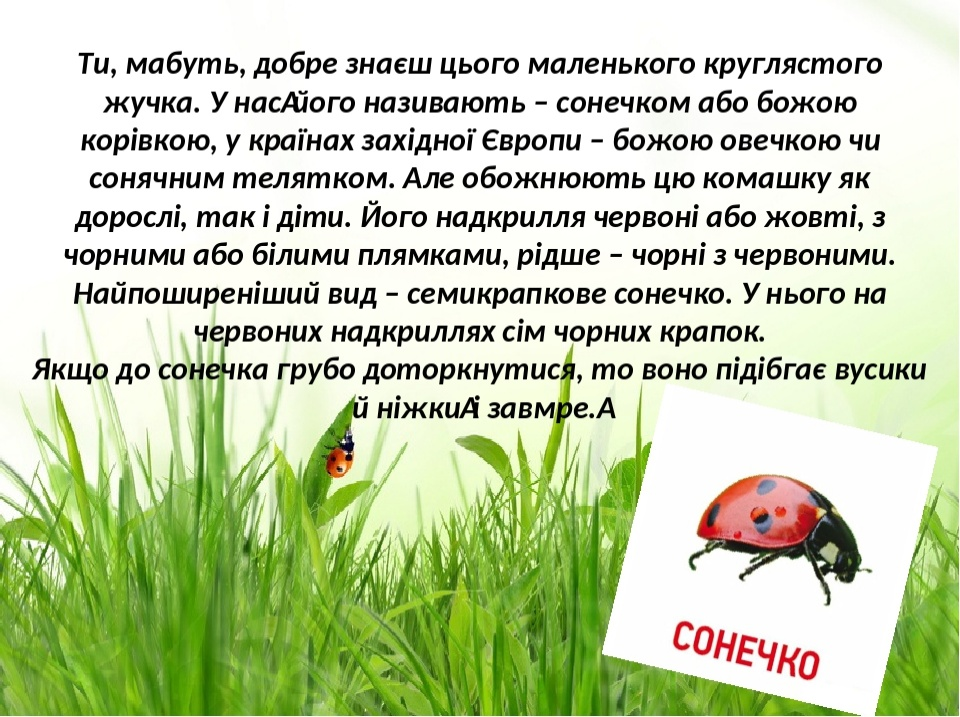 Ти, мабуть, добре знаєш цього маленького круглястого
жучка. У насАйого називають – сонечком або божою
корівкою, у країнах західної Європи – божою овечкою чи
сонячним телятком. Але обожнюють цю комашку як
дорослі, так і діти. Його надкрилля червоні або жовті, з
чорними або білими плямками, рідше – чорні з червоними.
Найпоширеніший вид – семикрапкове сонечко. У нього на
червоних надкриллях сім чорних крапок.
Якщо до сонечка грубо доторкнутися, то воно підібгає вусики
й ніжкиАі завмре.А
СОНЕЧКО